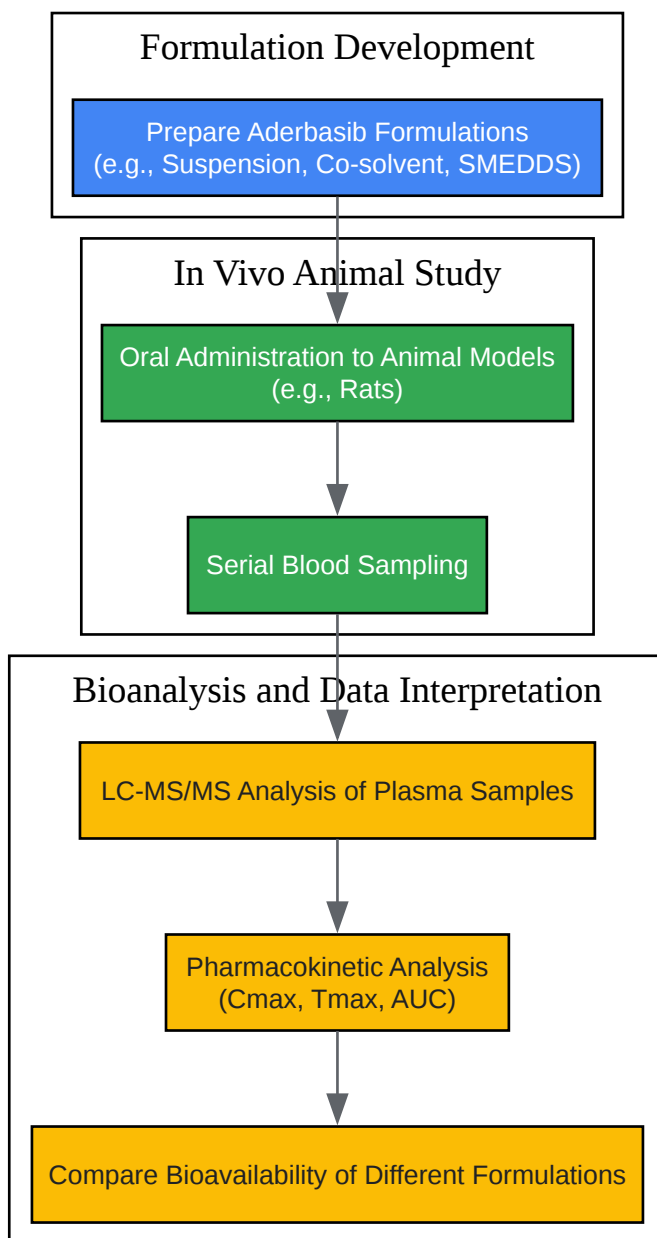 Formulation Development
Prepare Aderbasib Formulations
(e.g., Suspension, Co-solvent, SMEDDS)
In Vivo Animal Study
Oral Administration to Animal Models
(e.g., Rats)
Serial Blood Sampling
Bioanalysis and Data Interpretation
LC-MS/MS Analysis of Plasma Samples
Pharmacokinetic Analysis
(Cmax, Tmax, AUC)
Compare Bioavailability of Different Formulations